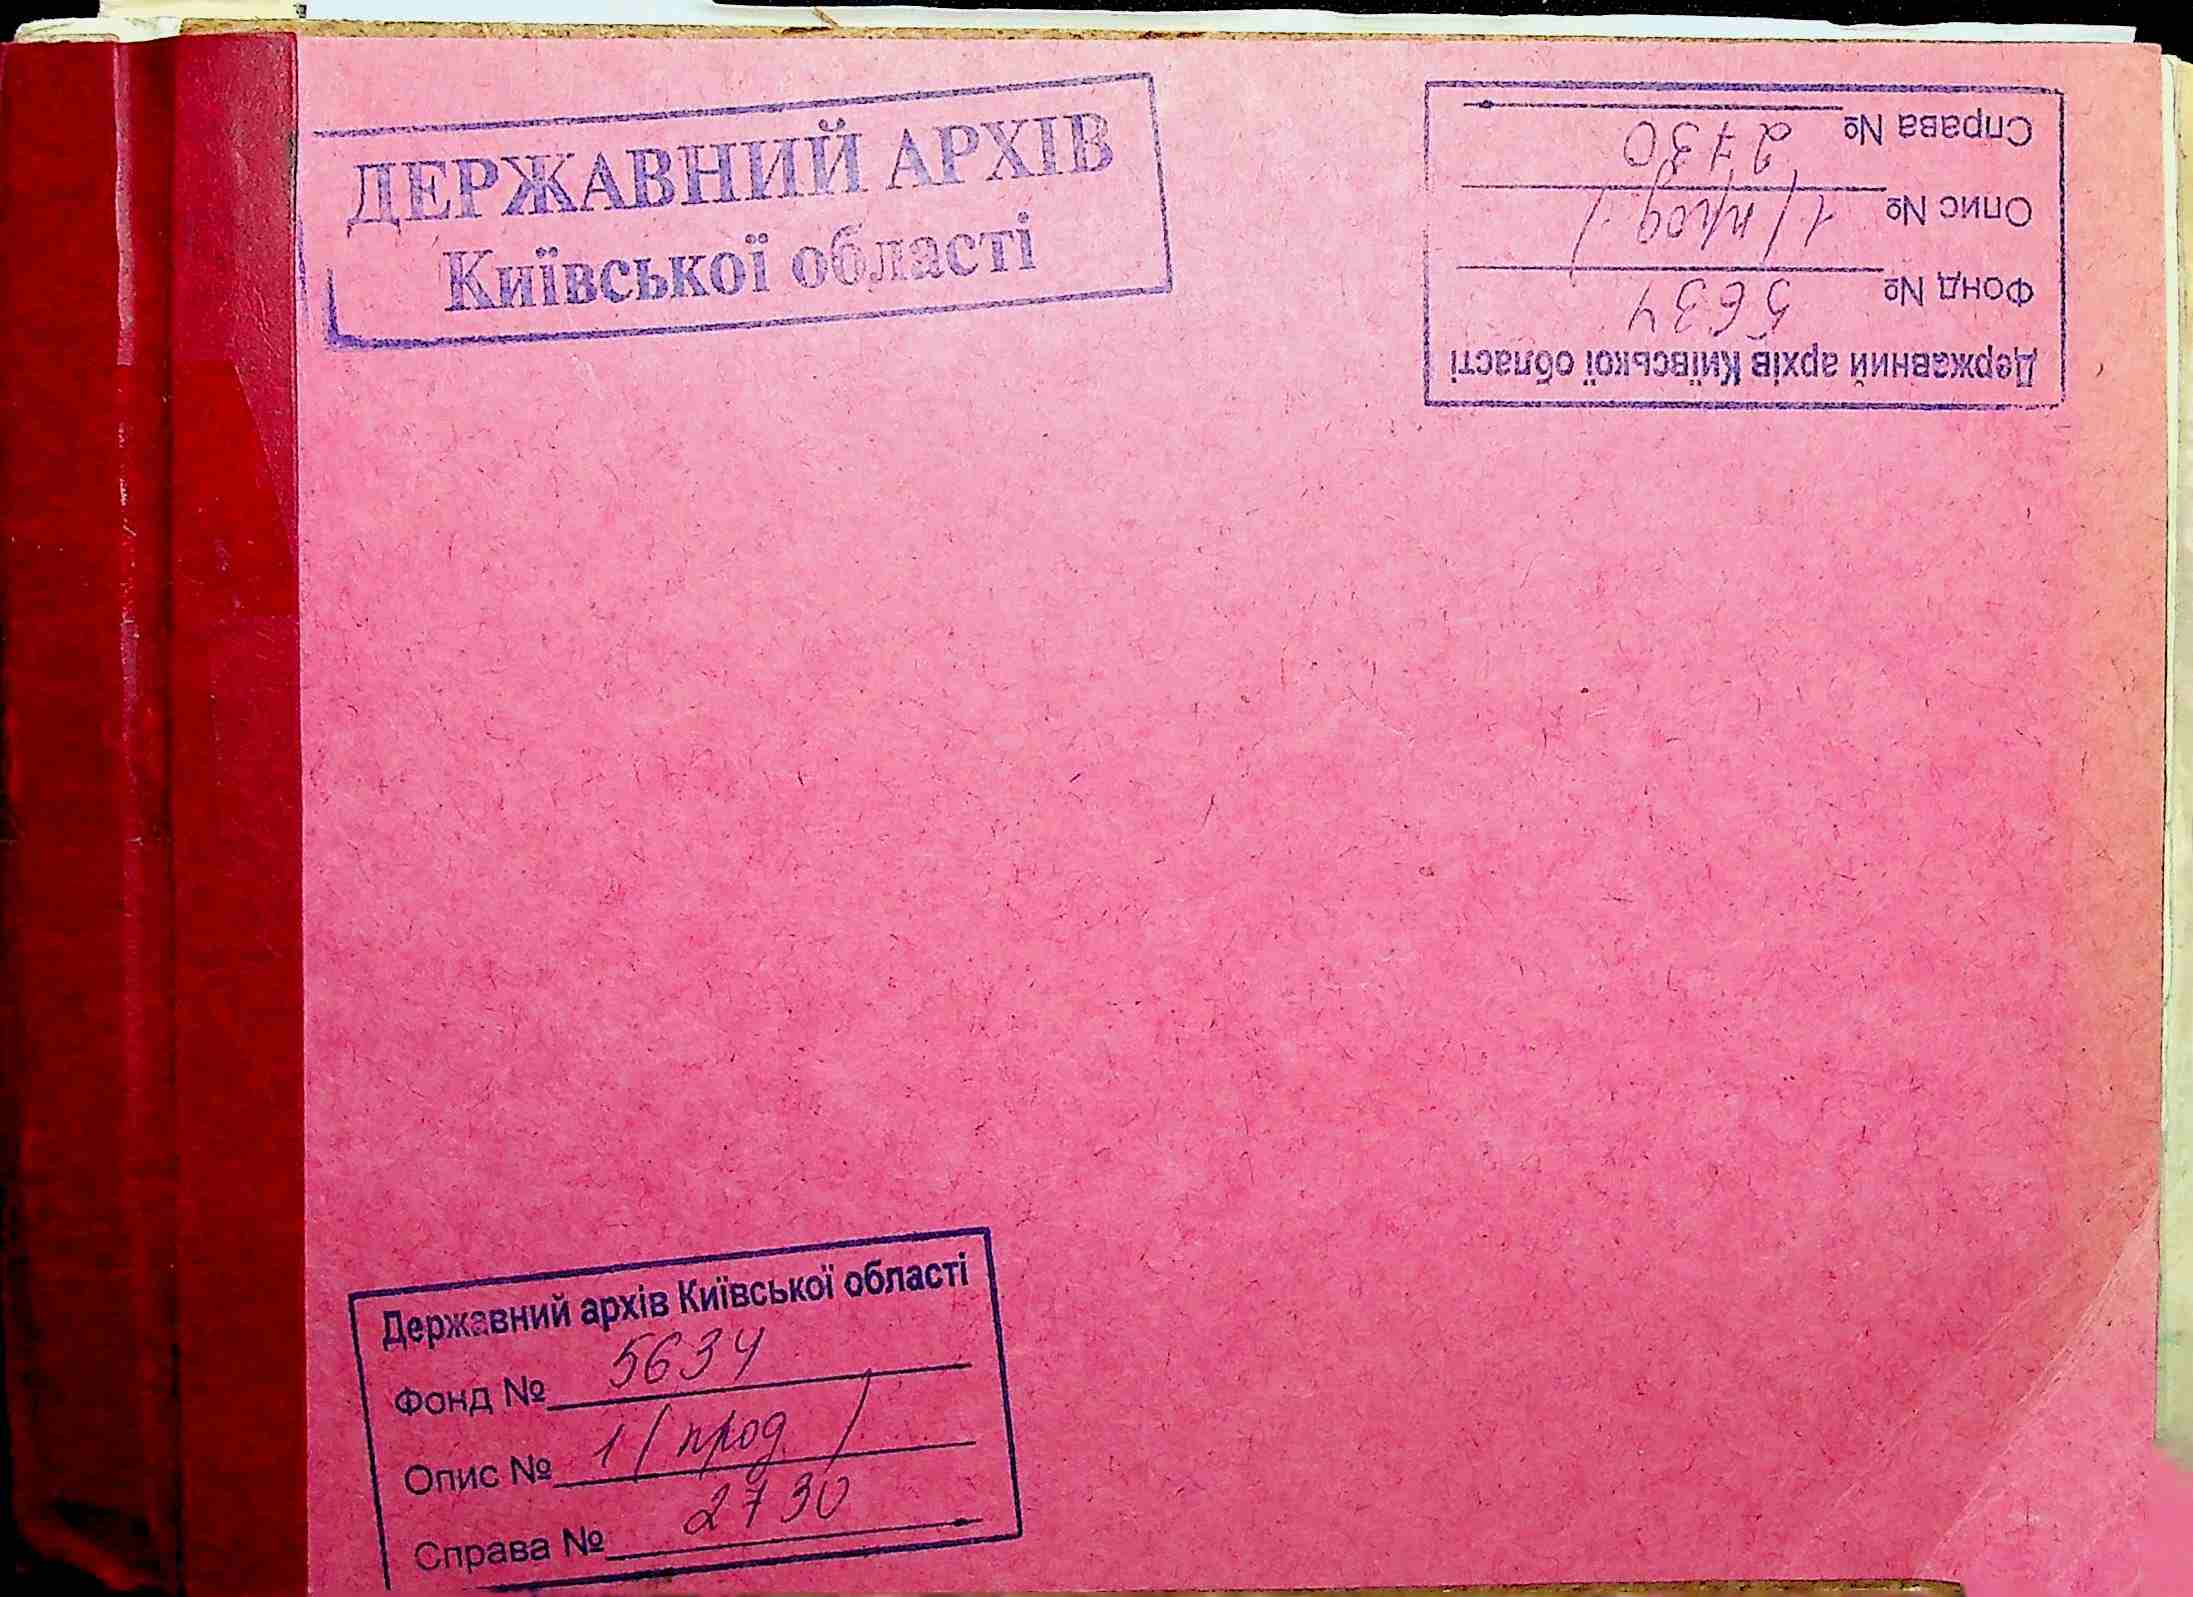 ДЕРЖАВНИЙ АРХІВ
Київської області
Державний архів Київської області
Фонд № 5634
Опис № 1 /прод./
Справа № 2730
Державний архів Київської області
Фонд № 5634
Опис № 1 /прод./
Справа № 2730